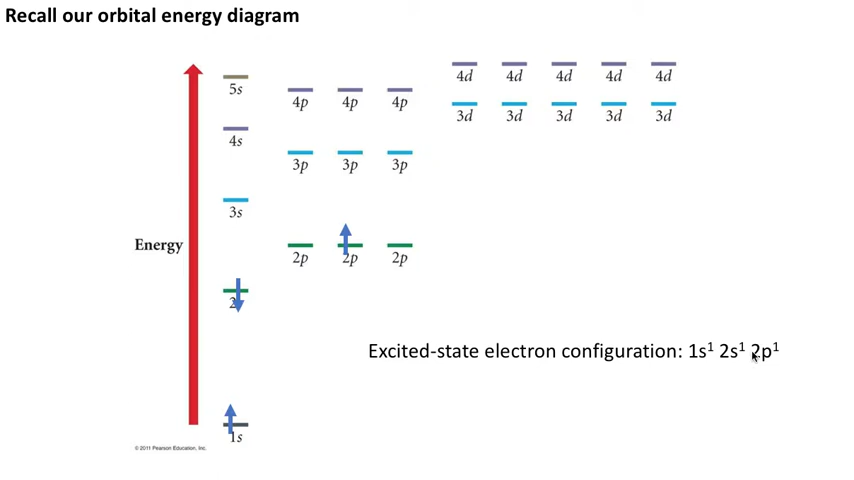 Recall our orbital energy diagram
4d 4d 4d 4d 4d
5s
4p 4p 4p
3d 3d 3d 3d 3d
4s
3p 3p 3p
3s
Energy
2p 2p 2p
2
Excited-state electron configuration: 1s¹ 2s¹ 2p¹
1s
© 2011 Pearson Education, Inc.